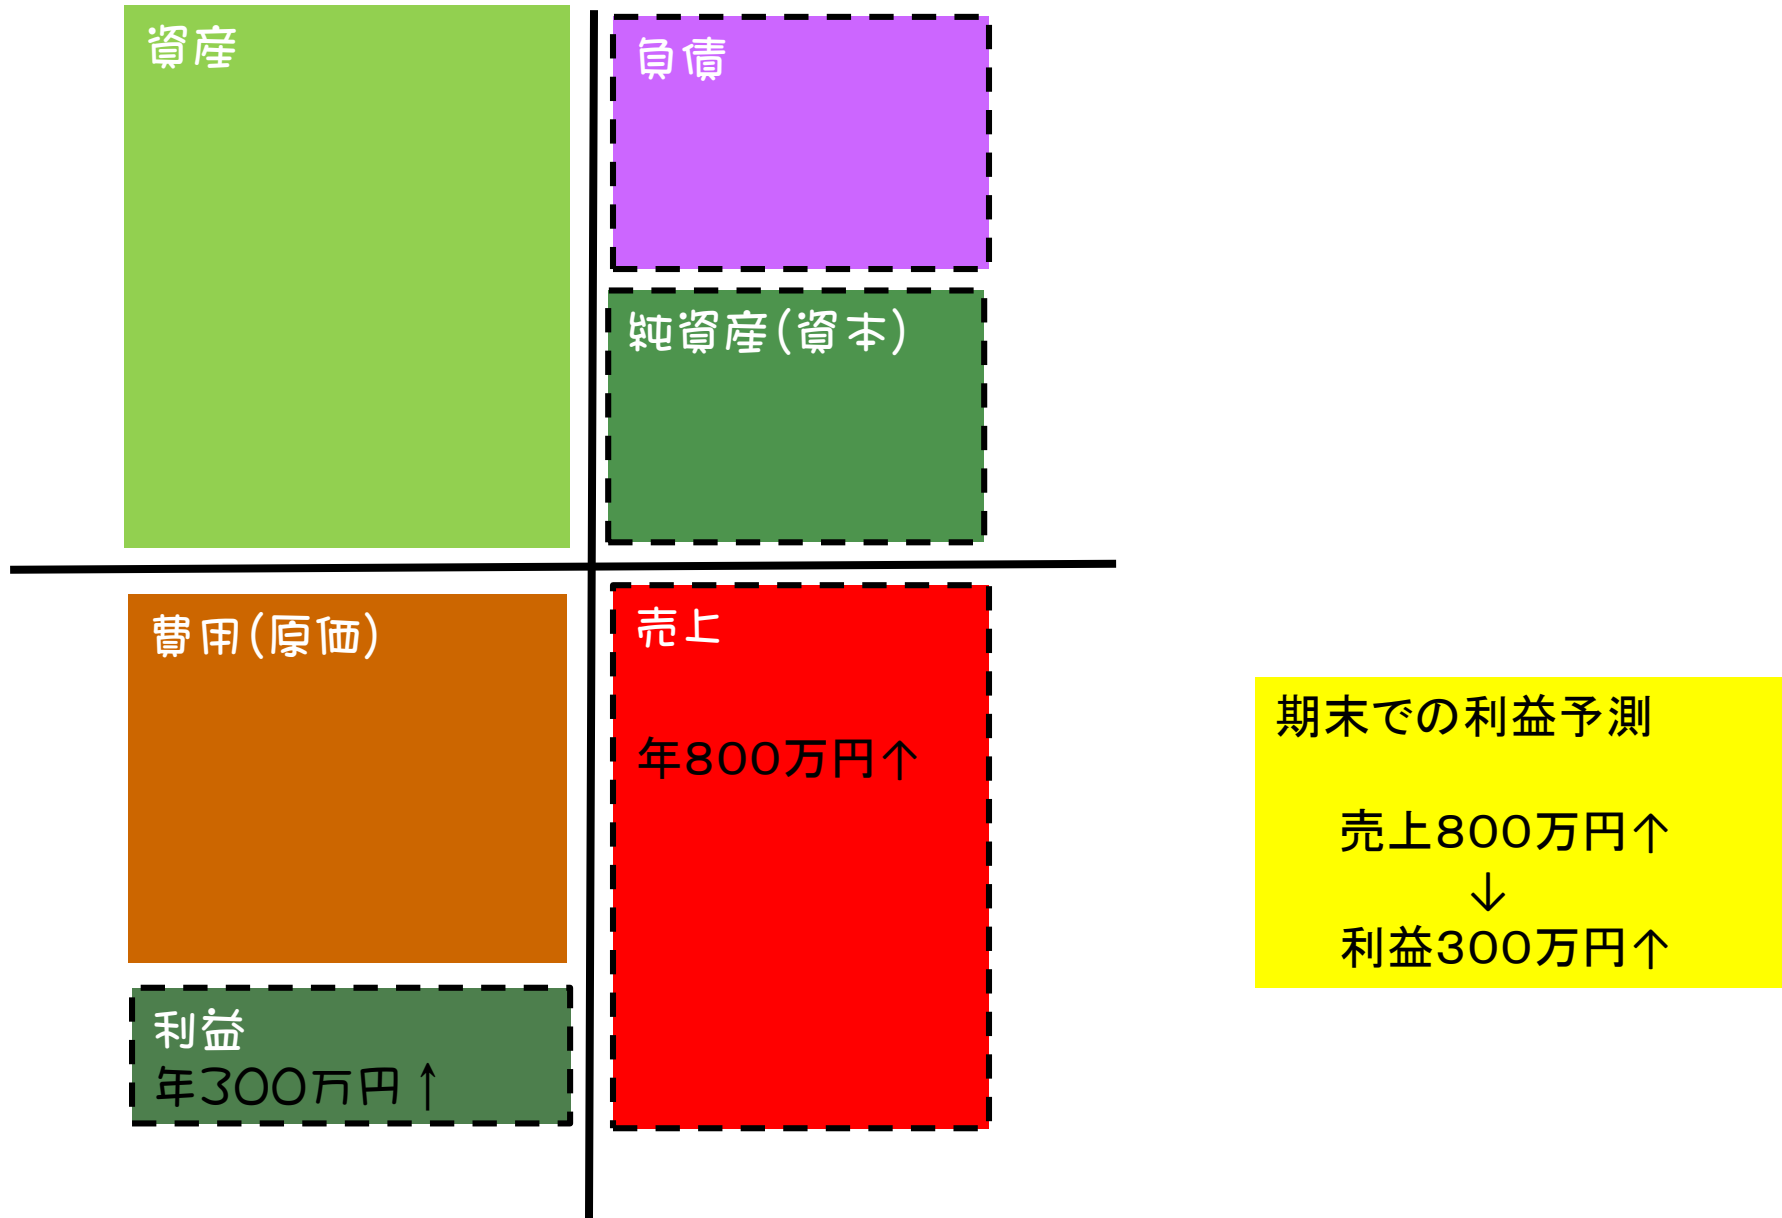 資産
負債
純資産(資本)
費用(原価)
売上
年800万円↑
利益
年300万円↑
期末での利益予測
売上800万円↑
↓
利益300万円↑